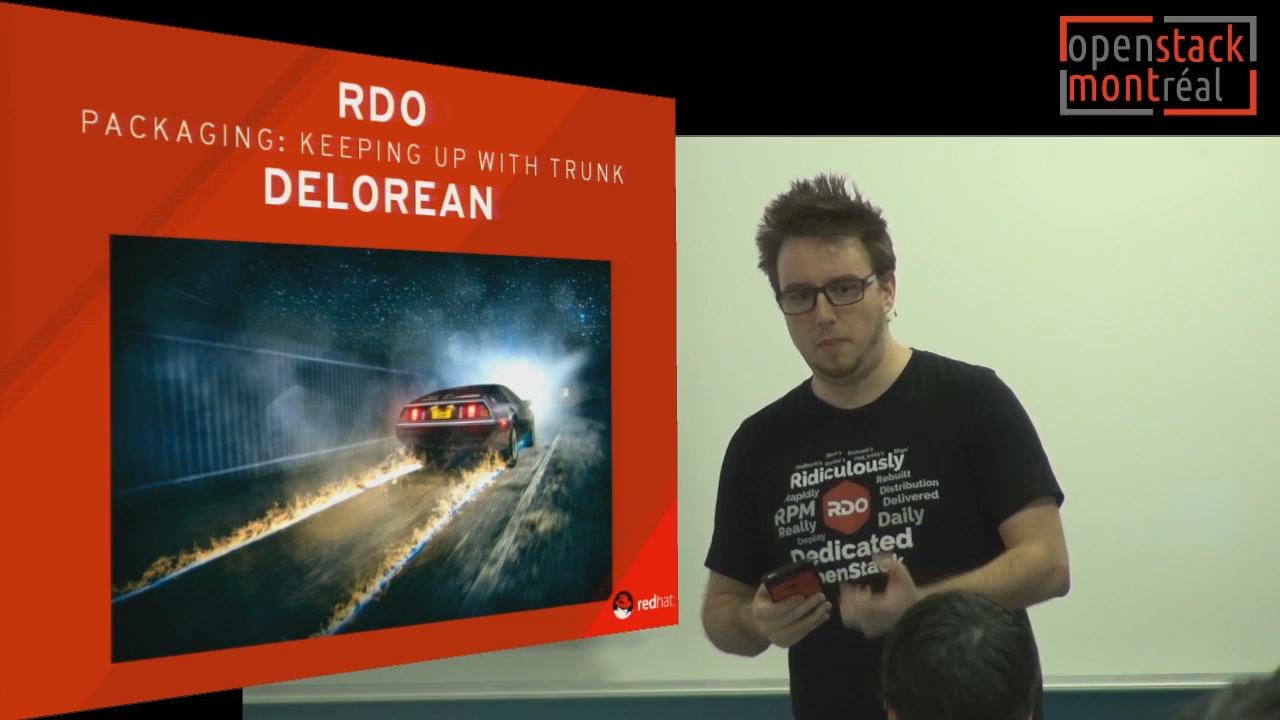 openstack
montréal
RDO
PACKAGING: KEEPING UP WITH TRUNK
DELOREAN
redhat.
Ridiculously
Rapidly
Rebuilt
RPM
RDO
Distribution
Delivered
Really
Daily
Deploy
Dedicated